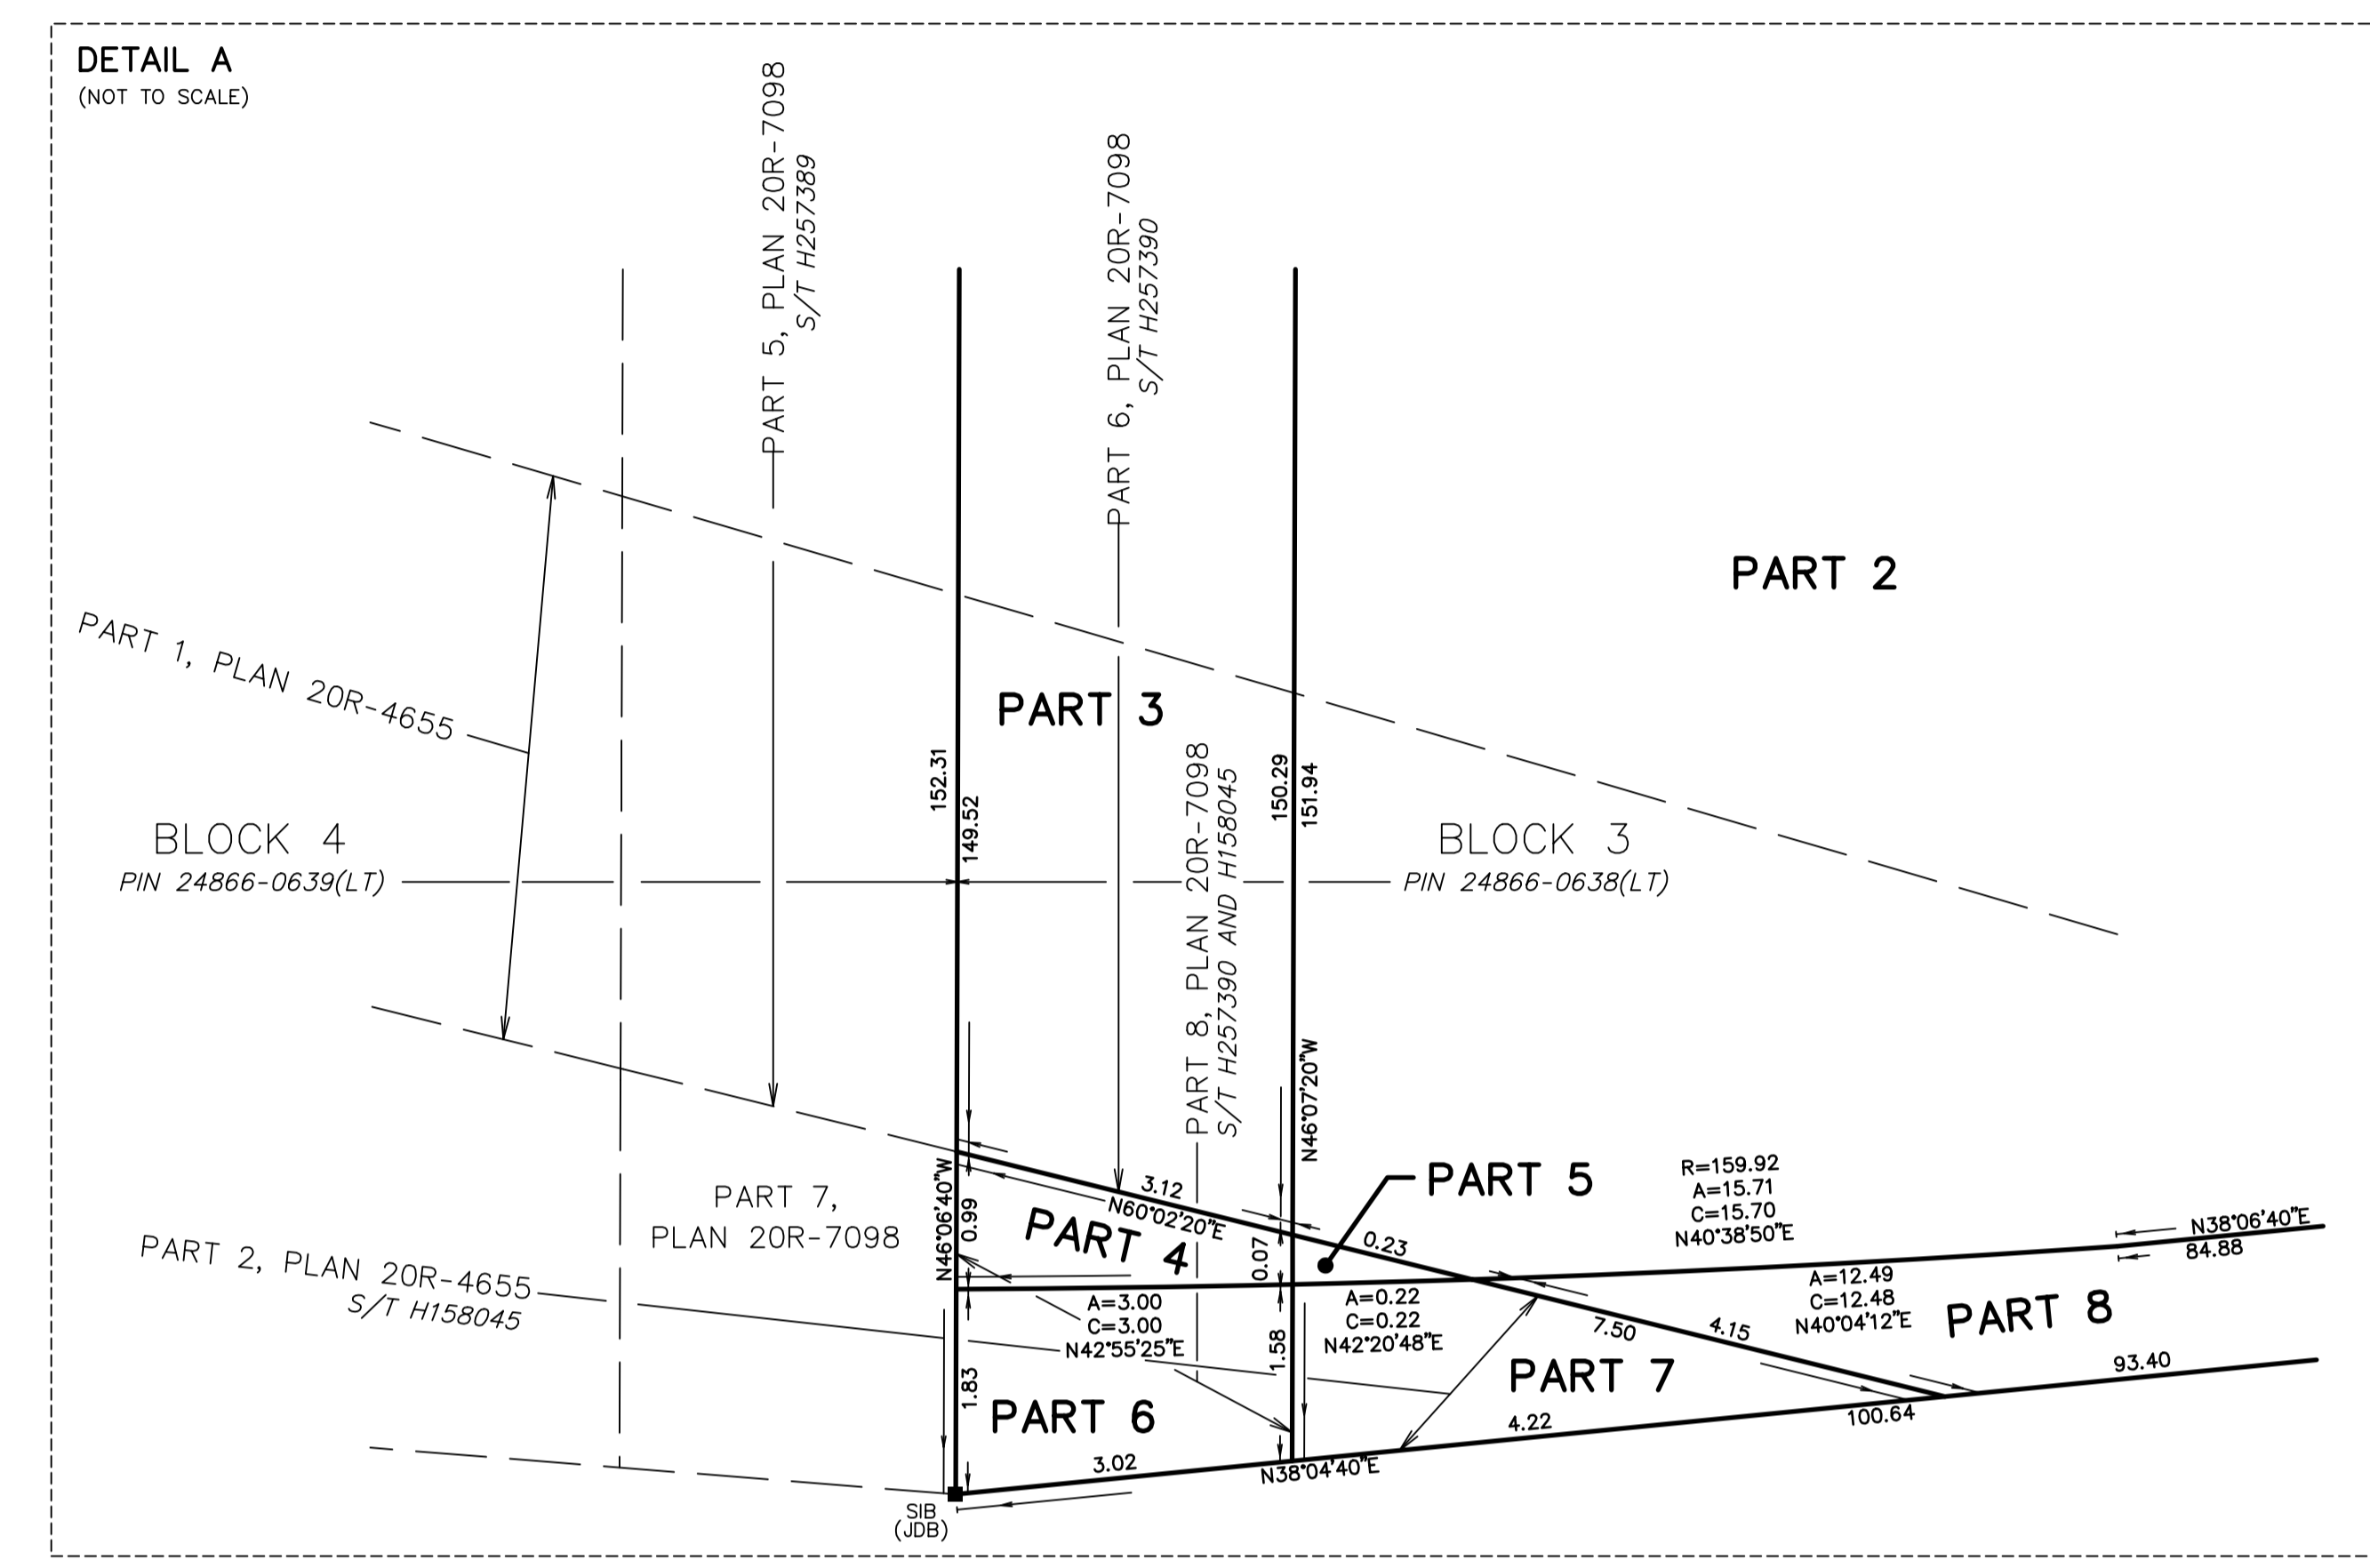 DETAIL A
(NOT TO SCALE)
PART 5, PLAN 20R-7098
S/T H257389
PART 6, PLAN 20R-7098
S/T H257390
PART 2
PART 1, PLAN 20R-4655
PART 3
152.31
149.52
150.29
151.94
BLOCK 4
PIN 24866-0639(LT)
BLOCK 3
PIN 24866-0638(LT)
PART 8, PLAN 20R-7098
S/T H257390 AND H158045
N46°07'20"W
N46°06'40"W
PART 7,
PLAN 20R-7098
PART 2, PLAN 20R-4655
S/T H158045
0.99
3.12
N60°02'20"E
PART 4
0.07
PART 5
0.23
R=159.92
A=15.71
C=15.70
N40°38'50"E
N38°06'40"E
84.88
A=3.00
C=3.00
N42°55'25"E
A=0.22
C=0.22
N42°20'48"E
A=12.49
C=12.48
N40°04'12"E
PART 8
7.50
4.15
1.83
1.58
PART 6
PART 7
93.40
3.02
N38°04'40"E
4.22
100.64
SIB
(JDB)